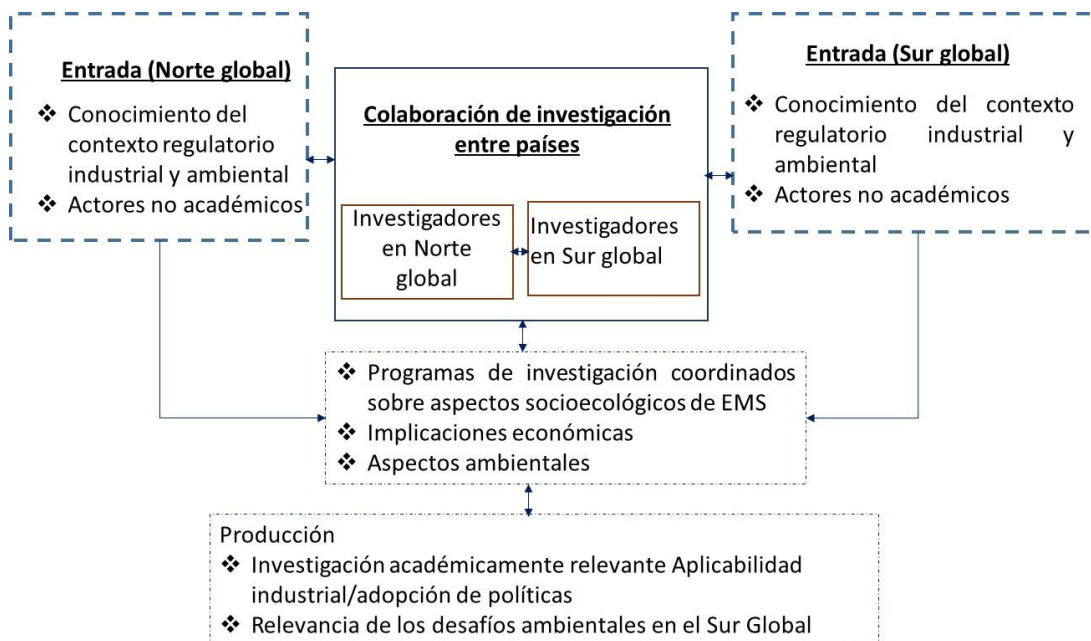 Entrada (Norte global)
❖ Conocimiento del
contexto regulatorio
industrial y ambiental
❖ Actores no académicos
Colaboración de investigación
entre países
Investigadores
en Norte
global
Investigadores
en Sur global
Entrada (Sur global)
❖ Conocimiento del contexto
regulatorio industrial y
ambiental
❖ Actores no académicos
❖ Programas de investigación coordinados
sobre aspectos socioecológicos de EMS
❖ Implicaciones económicas
❖ Aspectos ambientales
Producción
❖ Investigación académicamente relevante Aplicabilidad
industrial/adopción de políticas
❖ Relevancia de los desafíos ambientales en el Sur Global